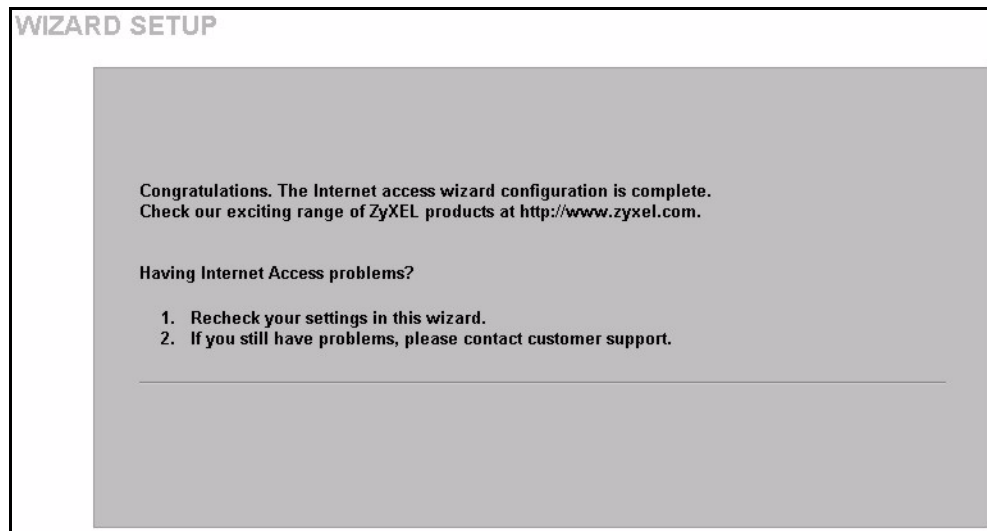 WIZARD SETUP
Congratulations. The Internet access wizard configuration is complete.
Check our exciting range of ZyXEL products at http://www.zyxel.com.
Having Internet Access problems?
1. Recheck your settings in this wizard.
2. If you still have problems, please contact customer support.